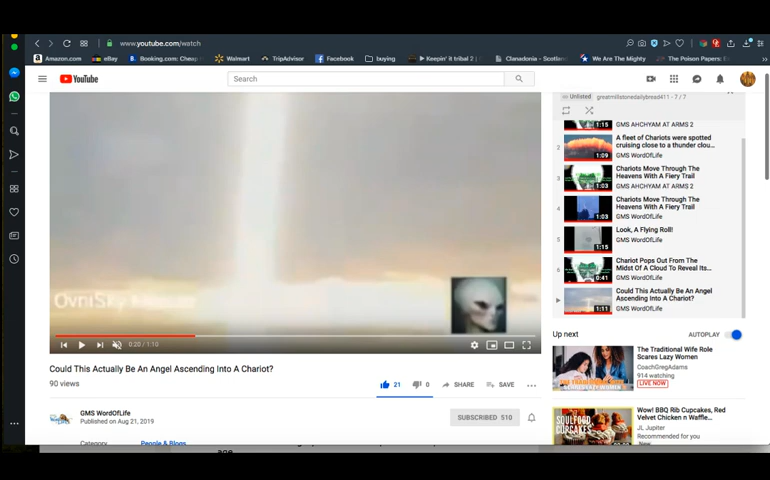 www.youtube.com/watch
Amazon.com
eBay
Booking.com: Cheap
Walmart
TripAdvisor
Facebook
buying
Keepin' it tribal 2 |
Clanadonia - Scotlan
We Are The Mighty
The Poison Papers:
YouTube
Search
Unlisted greatmillstonedailybread411 - 7 / 7
1:15
GMS AHCHYAM AT ARMS 2
2
A fleet of Chariots were spotted
cruising close to a thunder clou...
1:09
GMS WordOfLife
3
Chariots Move Through The
Heavens With A Fiery Trail
1:03
GMS AHCHYAM AT ARMS 2
4
Chariots Move Through The
Heavens With A Fiery Trail
1:03
GMS WordOfLife
5
Look, A Flying Roll!
GMS WordOfLife
1:15
6
Chariot Pops Out From The
Midst Of A Cloud To Reveal Its...
0:41
GMS WordOfLife
Could This Actually Be An Angel
Ascending Into A Chariot?
1:11
GMS WordOfLife
OvniSky
0:20 / 1:10
Could This Actually Be An Angel Ascending Into A Chariot?
90 views
21
0
SHARE
SAVE
GMS WordOfLife
Published on Aug 21, 2019
SUBSCRIBED 510
Category
People & Blogs
Up next
AUTOPLAY
The Traditional Wife Role
Scares Lazy Women
CoachGregAdams
914 watching
LIVE NOW
Wow! BBQ Rib Cupcakes, Red
Velvet Chicken n Waffle...
JL Jupiter
Recommended for you
SOULFOOD
CUPCAKES
age